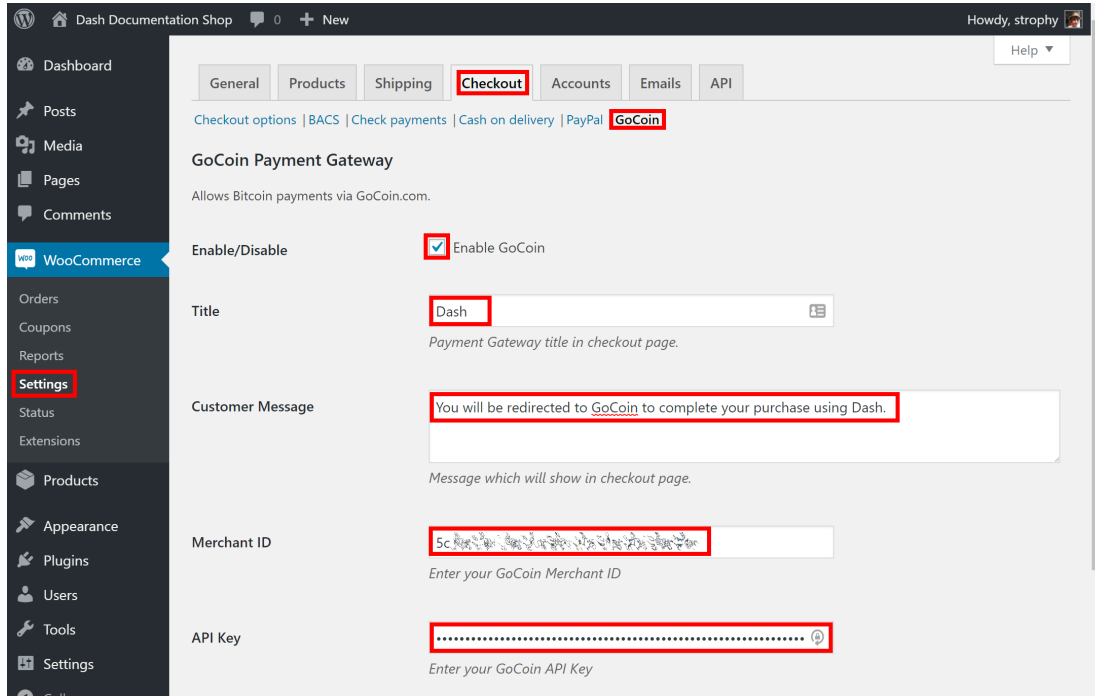 Dash Documentation Shop 0 + New Howdy, strophy
Help ▼
Dashboard
Posts
Media
Pages
Comments
WOO WooCommerce
Orders
Coupons
Reports
Settings
Status
Extensions
Products
Appearance
Plugins
Users
Tools
Settings
General Products Shipping Checkout Accounts Emails API
Checkout options | BACS | Check payments | Cash on delivery | PayPal GoCoin
GoCoin Payment Gateway
Allows Bitcoin payments via GoCoin.com.
Enable/Disable Enable GoCoin
Title Dash
Payment Gateway title in checkout page.
Customer Message You will be redirected to GoCoin to complete your purchase using Dash.
Message which will show in checkout page.
Merchant ID 5c
Enter your GoCoin Merchant ID
API Key
Enter your GoCoin API Key